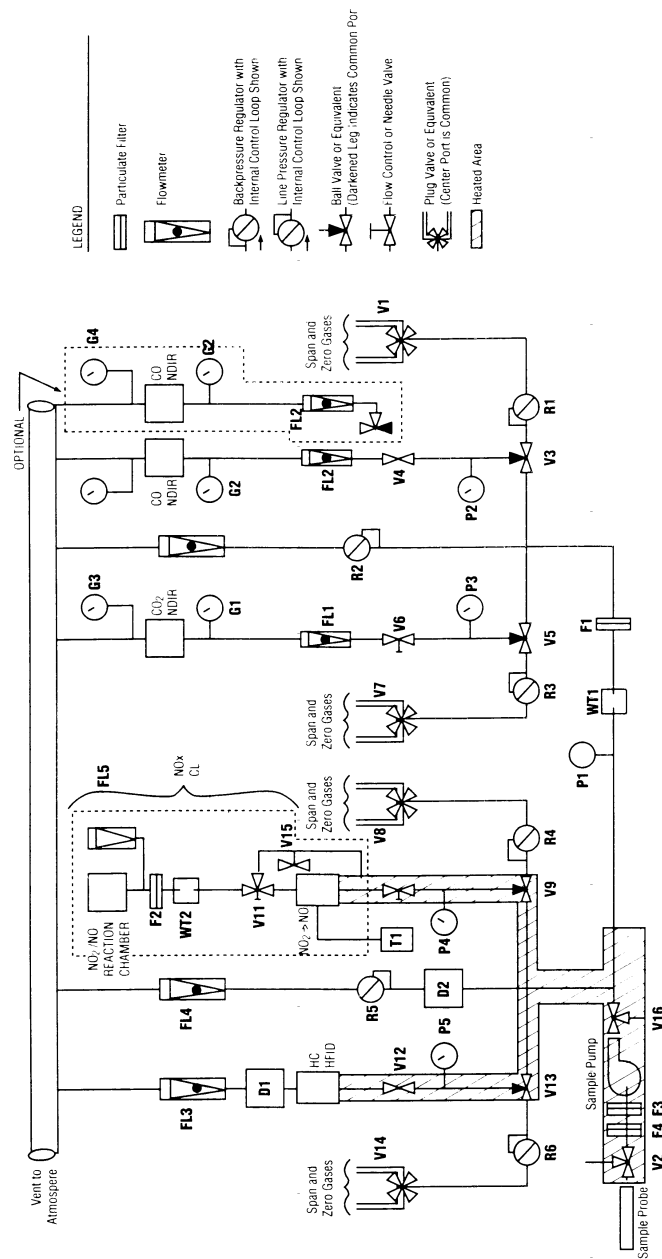 Vent to
Atmospere
OPTIONAL
G4
CO
NDIR
G2
CO
NDIR
G2
G3
CO2
NDIR
G1
FL2
FL2
FL1
V4
V6
P2
P3
V3
V5
R1
R2
R3
Span and
Zero Gases
V1
Span and
Zero Gases
V7
Span and
Zero Gases
V8
FL5
NOx
CL
NO2/NO
REACTION
CHAMBER
F2
WT2
V11
V15
NO2→NO
T1
P4
V9
R4
FL4
R5
D2
FL3
D1
HC
HFID
V12
P5
V13
R6
Span and
Zero Gases
V14
P1
WT1
F1
Sample Pump
Sample Probe
V2
F4
F3
V16
LEGEND
Particulate Filter
Flowmeter
Backpressure Regulator with
Internal Control Loop Shown
Line Pressure Regulator with
Internal Control Loop Shown
Ball Valve or Equivalent
(Darkened Leg indicates Common Por
Flow Control or Needle Valve
Plug Valve or Equivalent
(Center Port is Common)
Heated Area